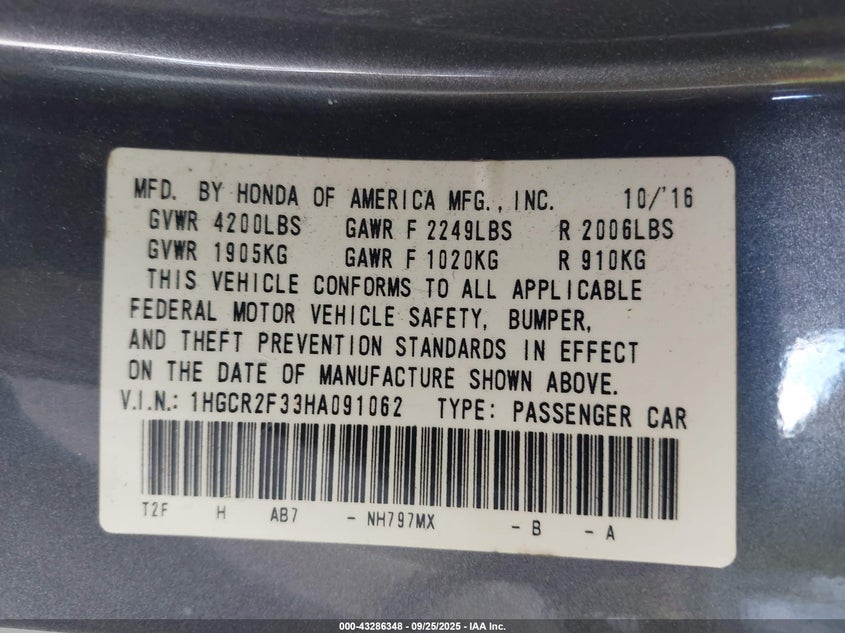 MFD. BY HONDA OF AMERICA MFG., INC. 10/'16
GVWR 4200LBS GAWR F 2249LBS R 2006LBS
GVWR 1905KG GAWR F 1020KG R 910KG
THIS VEHICLE CONFORMS TO ALL APPLICABLE
FEDERAL MOTOR VEHICLE SAFETY, BUMPER,
AND THEFT PREVENTION STANDARDS IN EFFECT
ON THE DATE OF MANUFACTURE SHOWN ABOVE.
V.I.N.: 1HGCR2F33HA091062 TYPE: PASSENGER CAR
T2F H AB7 - NH797MX - B - A
000-43286348 - 09/25/2025 - IAA Inc.